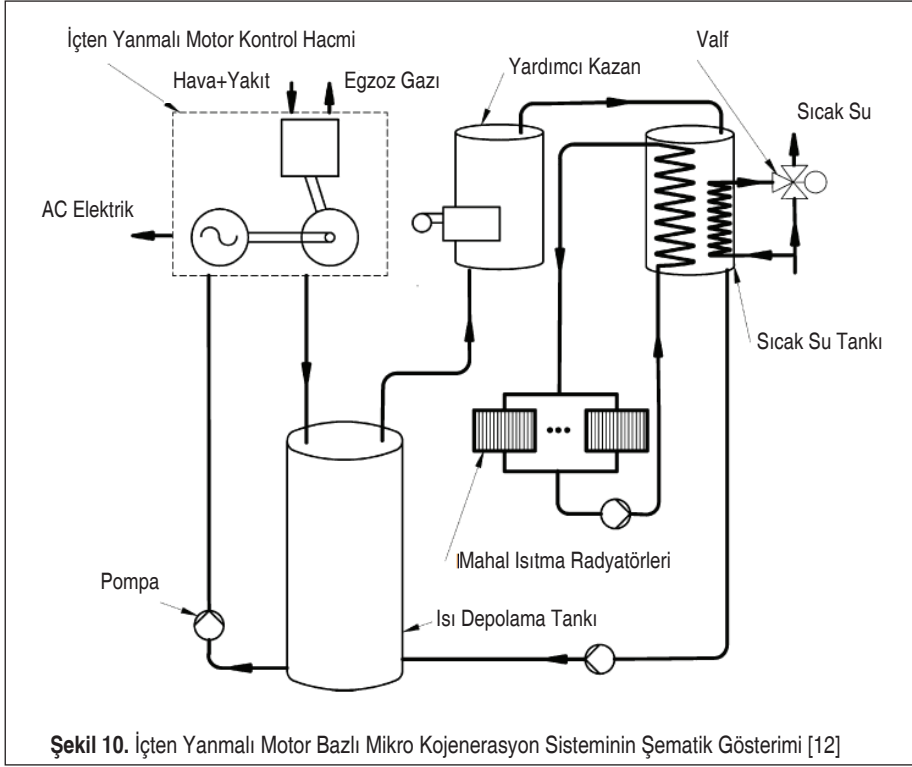 İçten Yanmalı Motor Kontrol Hacmi
Hava+Yakıt
Egzoz Gazı
Yardımcı Kazan
Valf
Sıcak Su
AC Elektrik
Sıcak Su Tankı
Mahal Isıtma Radyatörleri
Pompa
Isı Depolama Tankı
Şekil 10. İçten Yanmalı Motor Bazlı Mikro Kojenerasyon Sisteminin Şematik Gösterimi [12]